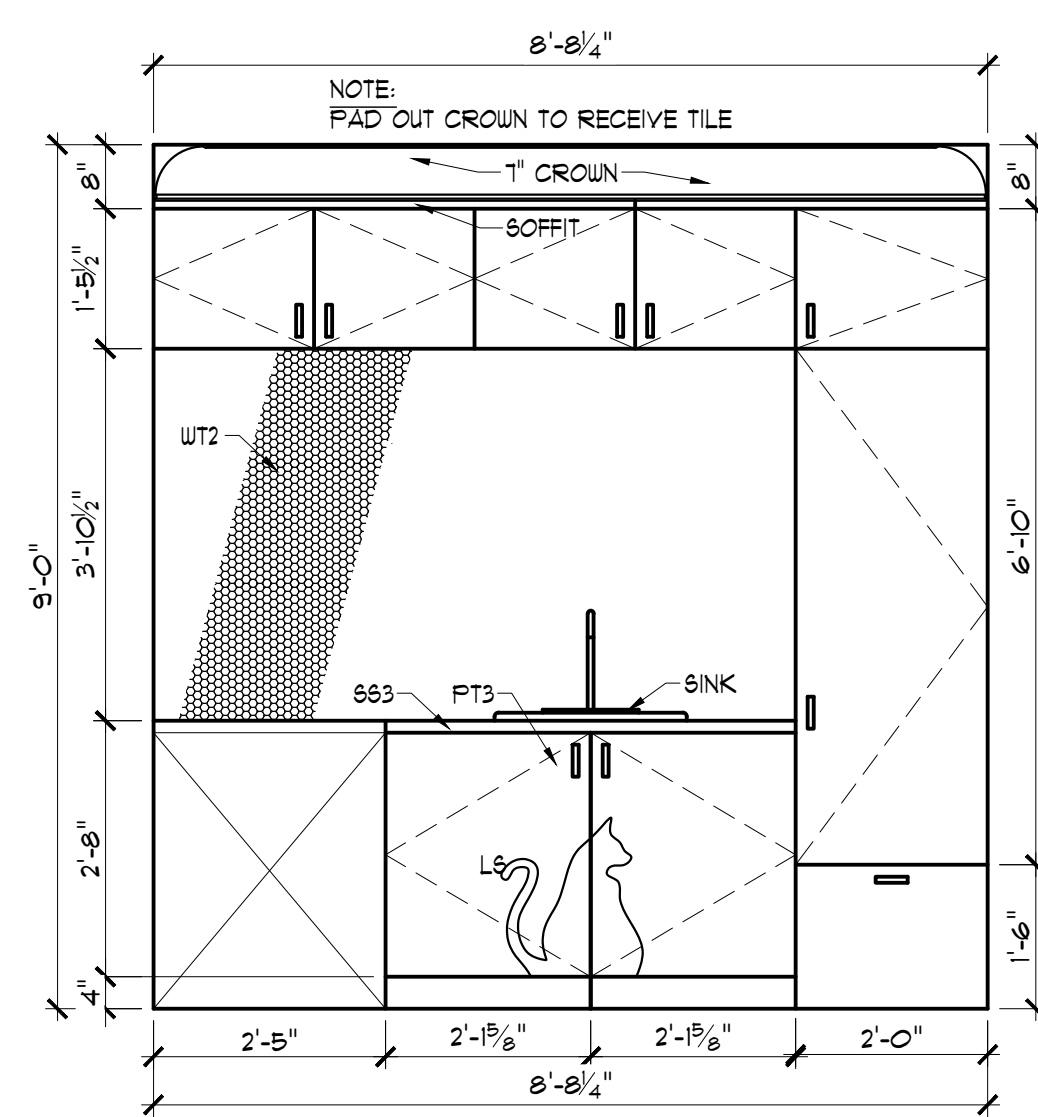 8'-8¼"
NOTE:
PAD OUT CROWN TO RECEIVE TILE
8"
7" CROWN
8"
SOFFIT
1'-5½"
WT2
3'-10½"
9'-0"
6'-10"
SS3
PT3
SINK
2'-8"
LS
1'-6"
4"
2'-5"
2'-1⅝"
2'-1⅝"
2'-0"
8'-8¼"